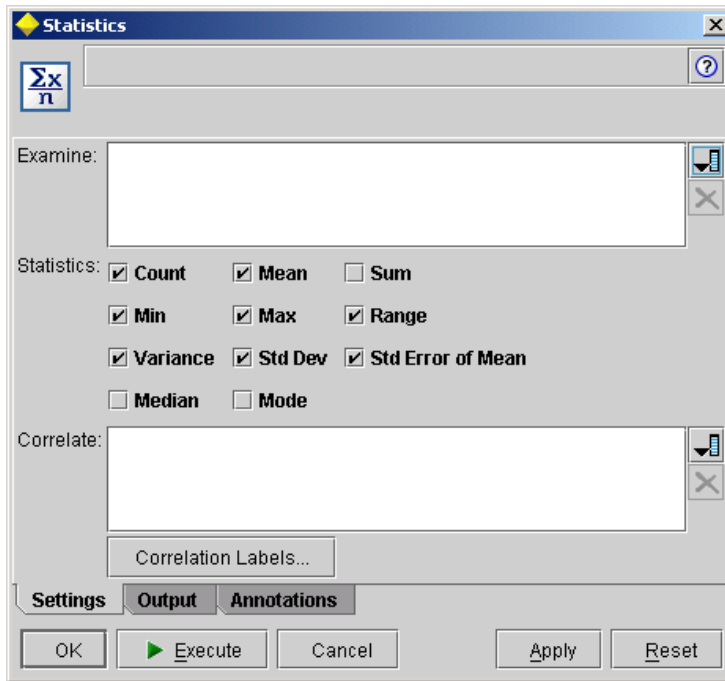 Statistics
Σx
n
Examine:
Statistics: Count Mean Sum
Min Max Range
Variance Std Dev Std Error of Mean
Median Mode
Correlate:
Correlation Labels...
Settings Output Annotations
OK Execute Cancel Apply Reset